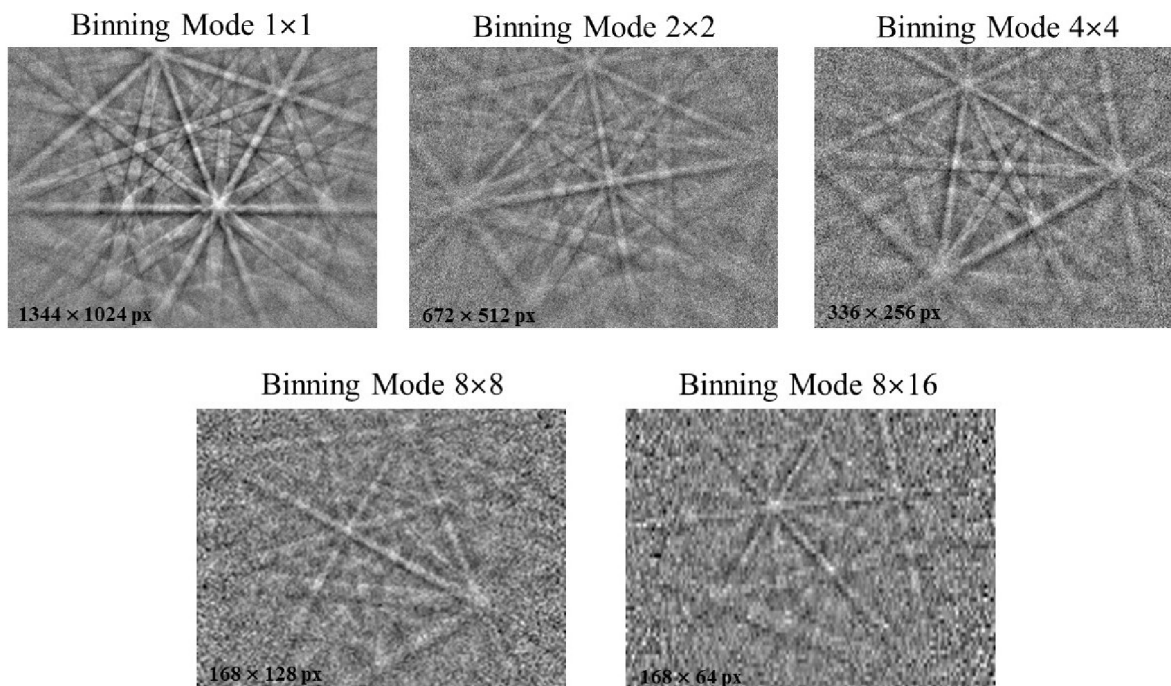 Binning Mode 1×1
Binning Mode 2×2
Binning Mode 4×4
1344 × 1024 px
672 × 512 px
336 × 256 px
Binning Mode 8×8
Binning Mode 8×16
168 × 128 px
168 × 64 px